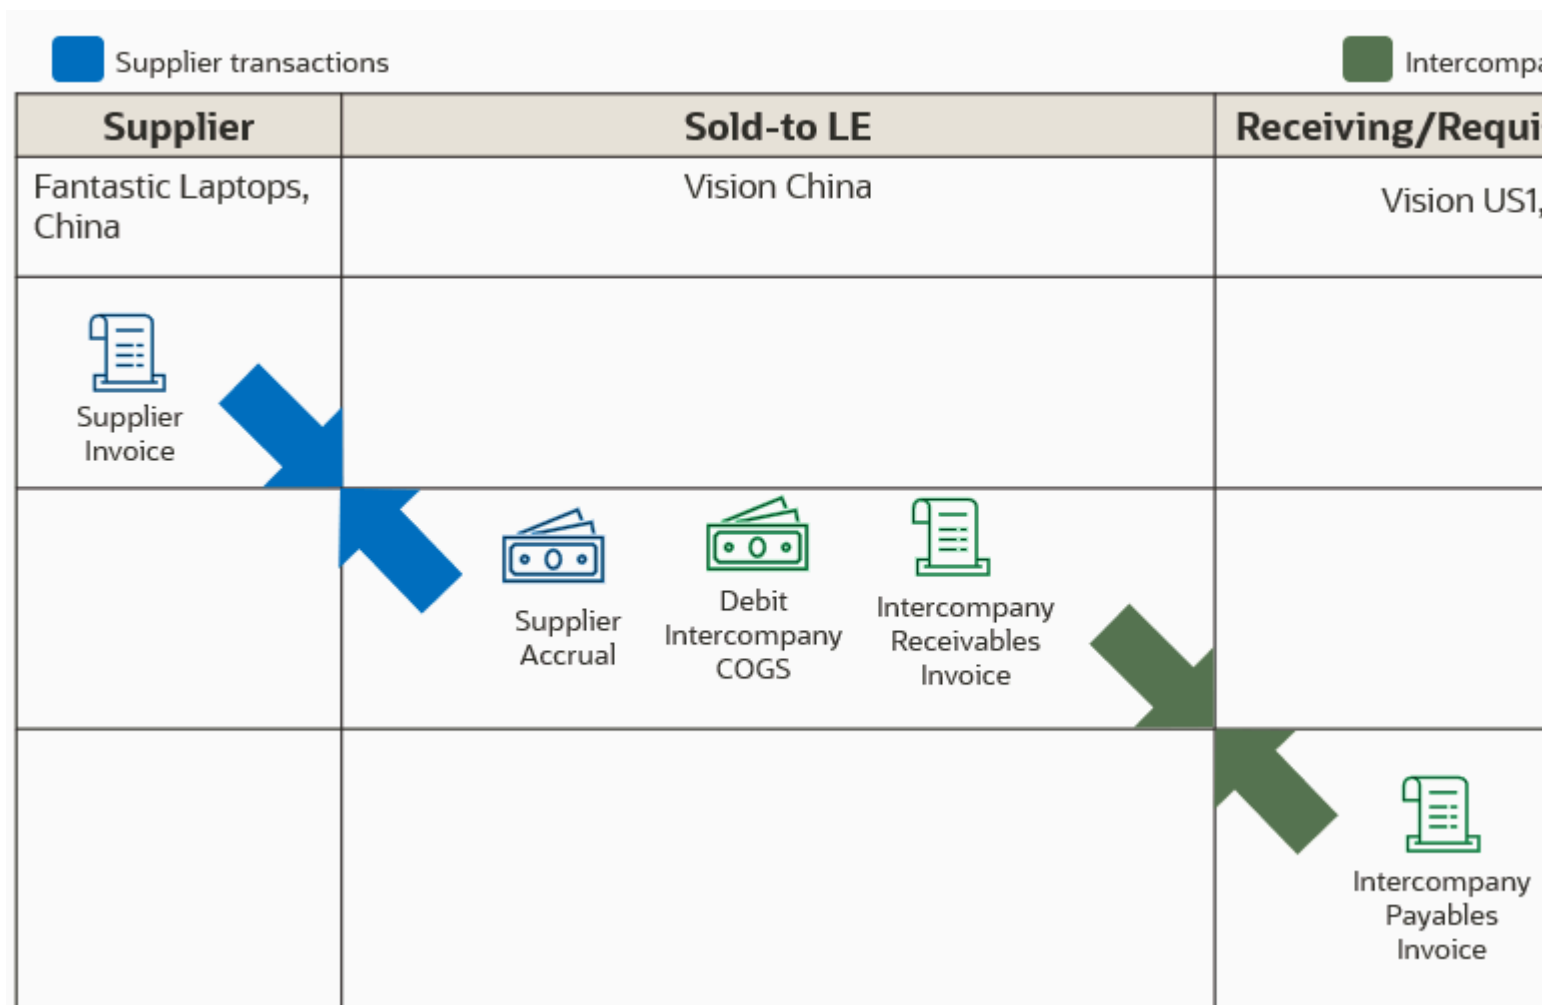 Supplier transactions
Intercompa
Supplier
Sold-to LE
Receiving/Requi
Fantastic Laptops,
China
Vision China
Vision US1,
Supplier
Invoice
Supplier
Accrual
Debit
Intercompany
COGS
Intercompany
Receivables
Invoice
Intercompany
Payables
Invoice